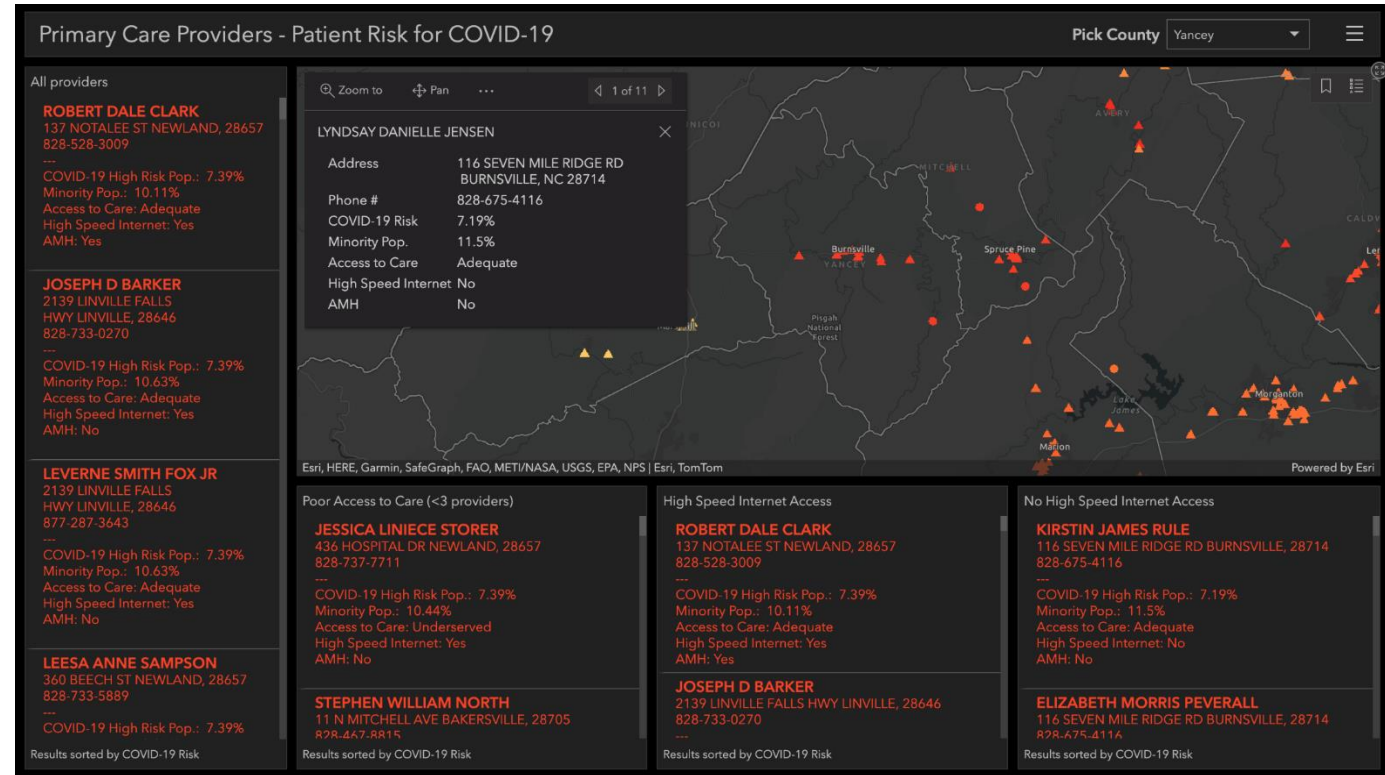 Primary Care Providers - Patient Risk for COVID-19
Pick County Yancey
All providers
ROBERT DALE CLARK
137 NOTALEE ST NEWLAND, 28657
828-528-3009
---
COVID-19 High Risk Pop.: 7.39%
Minority Pop.: 10.11%
Access to Care: Adequate
High Speed Internet: Yes
AMH: Yes
JOSEPH D BARKER
2139 LINVILLE FALLS
HWY LINVILLE, 28646
828-733-0270
---
COVID-19 High Risk Pop.: 7.39%
Minority Pop.: 10.63%
Access to Care: Adequate
High Speed Internet: Yes
AMH: No
LEVERNE SMITH FOX JR
2139 LINVILLE FALLS
HWY LINVILLE, 28646
877-287-3643
---
COVID-19 High Risk Pop.: 7.39%
Minority Pop.: 10.63%
Access to Care: Adequate
High Speed Internet: Yes
AMH: No
LEESA ANNE SAMPSON
360 BEECH ST NEWLAND, 28657
828-733-5889
---
COVID-19 High Risk Pop.: 7.39%
Results sorted by COVID-19 Risk
Zoom to Pan ... 1 of 11
LYNDSAY DANIELLE JENSEN
Address 116 SEVEN MILE RIDGE RD
BURNSVILLE, NC 28714
Phone # 828-675-4116
COVID-19 Risk 7.19%
Minority Pop. 11.5%
Access to Care Adequate
High Speed Internet No
AMH No
NICOI
AVERY
MITCHELL
CALDW
Burnsville
YANCEY
Spruce Pine
Ler
Pisgah
National
Forest
Lake
James
Morganton
Marion
Esri, HERE, Garmin, SafeGraph, FAO, METI/NASA, USGS, EPA, NPS | Esri, TomTom
Powered by Esri
Poor Access to Care (<3 providers)
JESSICA LINIECE STORER
436 HOSPITAL DR NEWLAND, 28657
828-737-7711
---
COVID-19 High Risk Pop.: 7.39%
Minority Pop.: 10.44%
Access to Care: Underserved
High Speed Internet: Yes
AMH: No
STEPHEN WILLIAM NORTH
11 N MITCHELL AVE BAKERSVILLE, 28705
828-467-8815
Results sorted by COVID-19 Risk
High Speed Internet Access
ROBERT DALE CLARK
137 NOTALEE ST NEWLAND, 28657
828-528-3009
---
COVID-19 High Risk Pop.: 7.39%
Minority Pop.: 10.11%
Access to Care: Adequate
High Speed Internet: Yes
AMH: Yes
JOSEPH D BARKER
2139 LINVILLE FALLS HWY LINVILLE, 28646
828-733-0270
---
Results sorted by COVID-19 Risk
No High Speed Internet Access
KIRSTIN JAMES RULE
116 SEVEN MILE RIDGE RD BURNSVILLE, 28714
828-675-4116
---
COVID-19 High Risk Pop.: 7.19%
Minority Pop.: 11.5%
Access to Care: Adequate
High Speed Internet: No
AMH: No
ELIZABETH MORRIS PEVERALL
116 SEVEN MILE RIDGE RD BURNSVILLE, 28714
828-675-4116
Results sorted by COVID-19 Risk